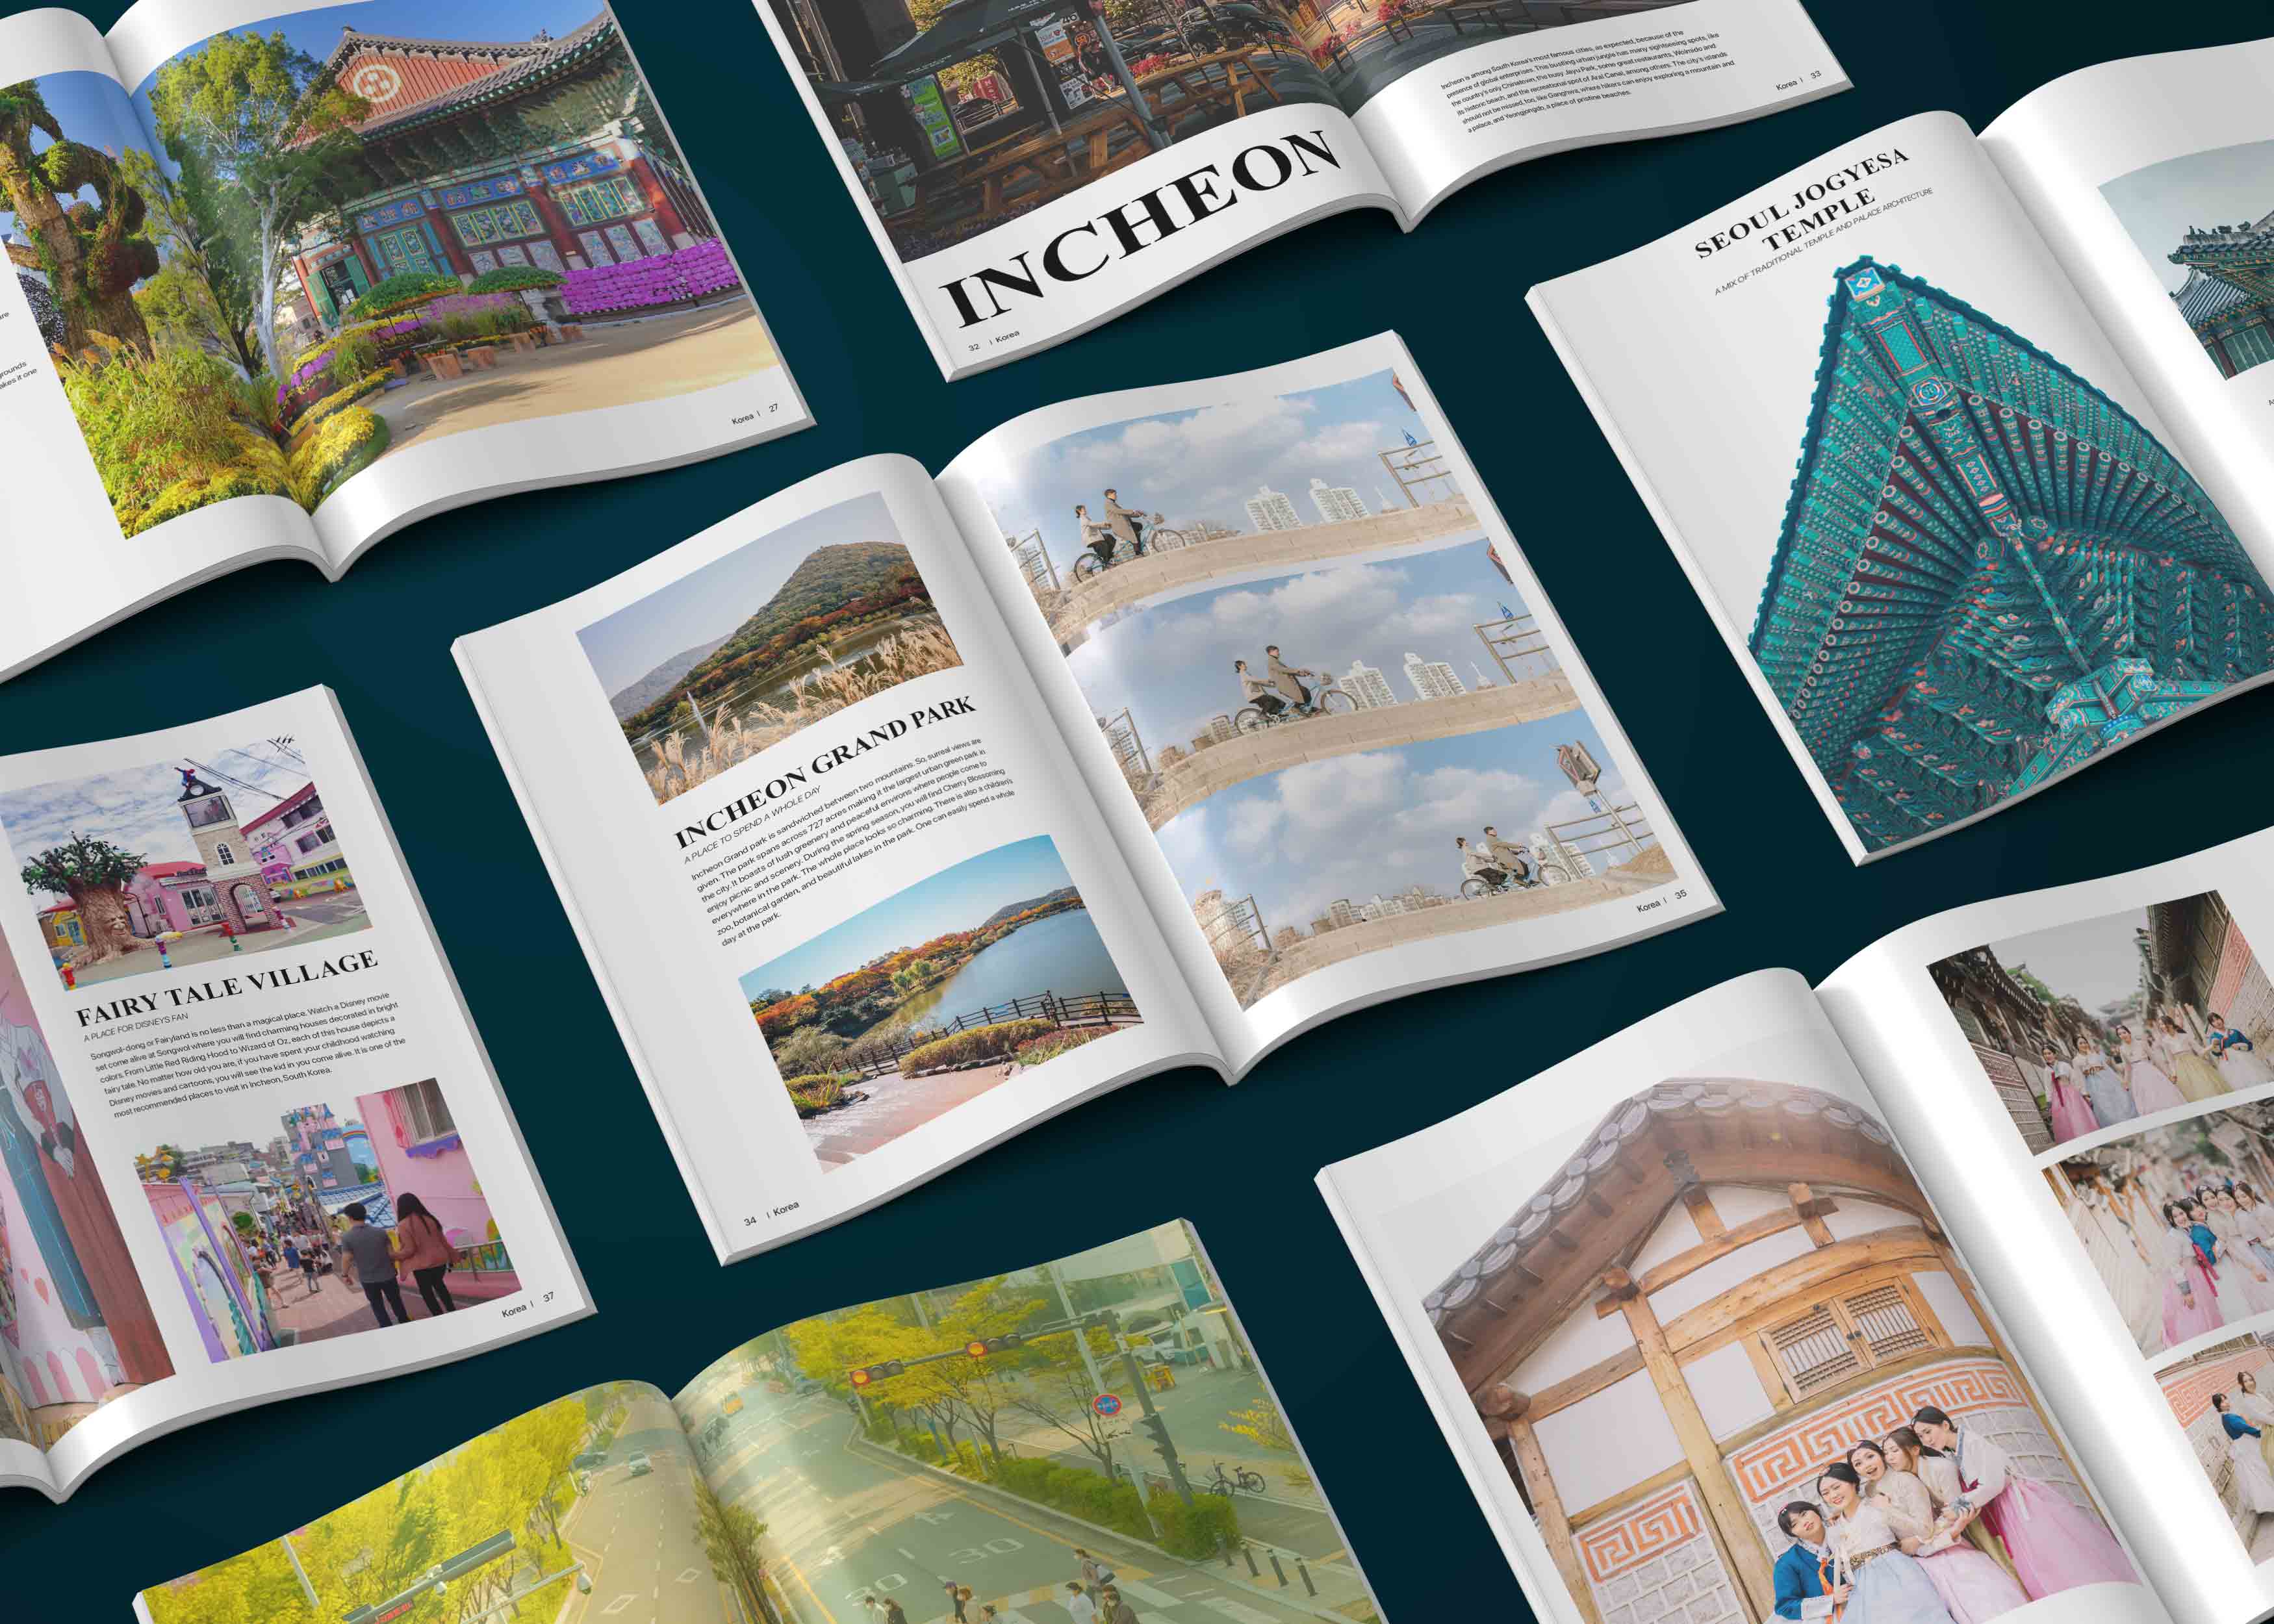 are
grounds
akes it one
Korea | 27
Incheon is among South Korea's most famous cities, as expected, because of the
presence of global enterprises. This bustling urban jungle has many sightseeing spots, like
the country's only Chinatown, the busy Jayu Park, some great restaurants, Wolmido and
its historic beach, and the recreational spot of Arai Canal, among others. The city's islands
should not be missed, too, like Ganghwa, where hikers can enjoy exploring a mountain and
a palace, and Yeongjongdo, a place of pristine beaches.
Korea | 33
INCHEON
32 | Korea
SEOUL JOGYESA
TEMPLE
A MIX OF TRADITIONAL TEMPLE AND PALACE ARCHITECTURE
INCHEON GRAND PARK
A PLACE TO SPEND A WHOLE DAY
Incheon Grand park is sandwiched between two mountains. So, surreal views are
given. The park spans across 727 acres making it the largest urban green park in
the city. It boasts of lush greenery and peaceful environs where people come to
enjoy picnic and scenery. During the spring season, you will find Cherry Blossoming
everywhere in the park. The whole place looks so charming. There is also a children's
zoo, botanical garden, and beautiful lakes in the park. One can easily spend a whole
day at the park.
34 | Korea
Korea | 35
FAIRY TALE VILLAGE
A PLACE FOR DISNEYS FAN
Songwol-dong or Fairyland is no less than a magical place. Watch a Disney movie
set come alive at Songwol where you will find charming houses decorated in bright
colors. From Little Red Riding Hood to Wizard of Oz, each of this house depicts a
fairy tale. No matter how old you are, if you have spent your childhood watching
Disney movies and cartoons, you will see the kid in you come alive. It is one of the
most recommended places to visit in Incheon, South Korea.
Korea | 37
30
30